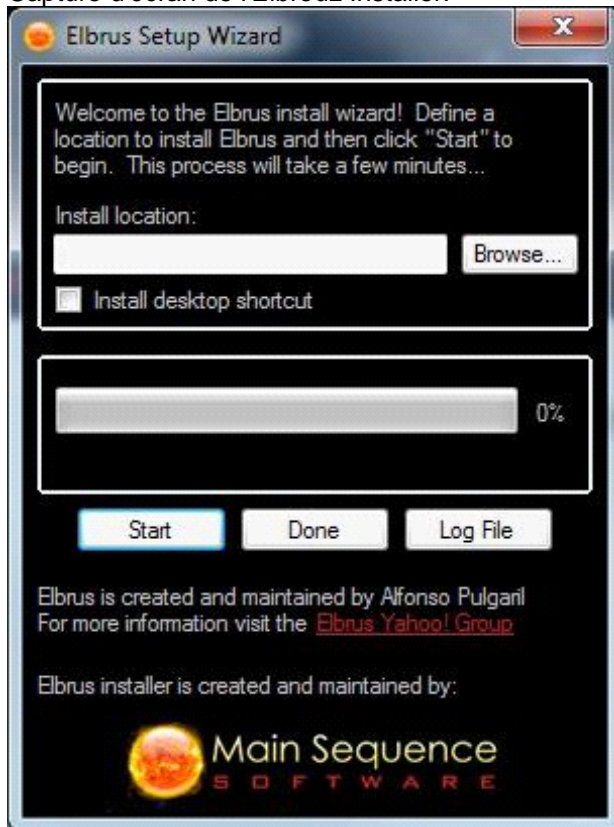 Elbrus Setup Wizard
Welcome to the Elbrus install wizard! Define a
location to install Elbrus and then click "Start" to
begin. This process will take a few minutes...
Install location:
Browse...
Install desktop shortcut
0%
Start Done Log File
Elbrus is created and maintained by Alfonso Pulgaril
For more information visit the Elbrus Yahoo! Group
Elbrus installer is created and maintained by:
Main Sequence
SOFTWARE